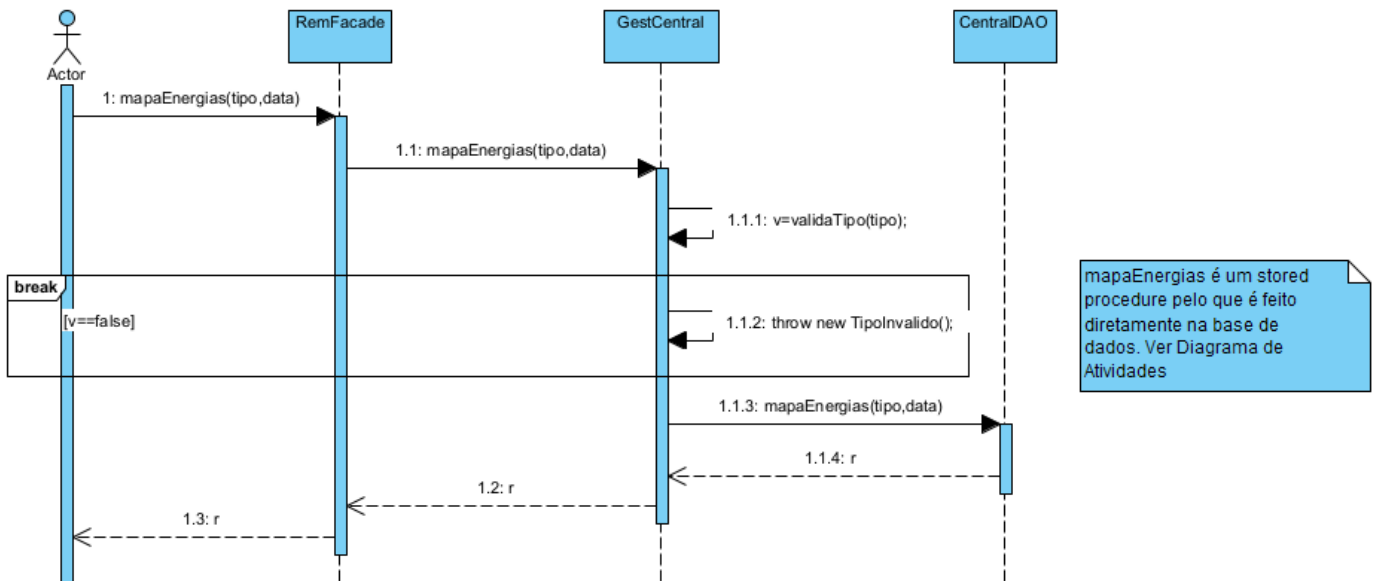 RemFacade
GestCentral
CentralDAO
Actor
1: mapaEnergias(tipo,data)
1.1: mapaEnergias(tipo,data)
1.1.1: v=validaTipo(tipo);
break
[v==false]
1.1.2: throw new TipoInvalido();
mapaEnergias é um stored
procedure pelo que é feito
diretamente na base de
dados. Ver Diagrama de
Atividades
1.1.3: mapaEnergias(tipo,data)
1.1.4: r
1.2: r
1.3: r